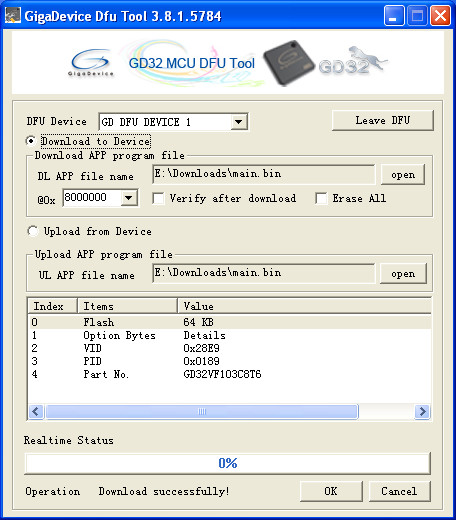 GigaDevice Dfu Tool 3.8.1.5784
GigaDevice
GD32 MCU DFU Tool
GD32
DFU Device GD DFU DEVICE 1 Leave DFU
Download to Device
Download APP program file
DL APP file name E:\Downloads\main.bin open
@0x 8000000 Verify after download Erase All
Upload from Device
Upload APP program file
UL APP file name E:\Downloads\main.bin open
Index Items Value
0 Flash 64 KB
1 Option Bytes Details
2 VID 0x28E9
3 PID 0x0189
4 Part No. GD32VF103C8T6
Realtime Status
0%
Operation Download successfully! OK Cancel